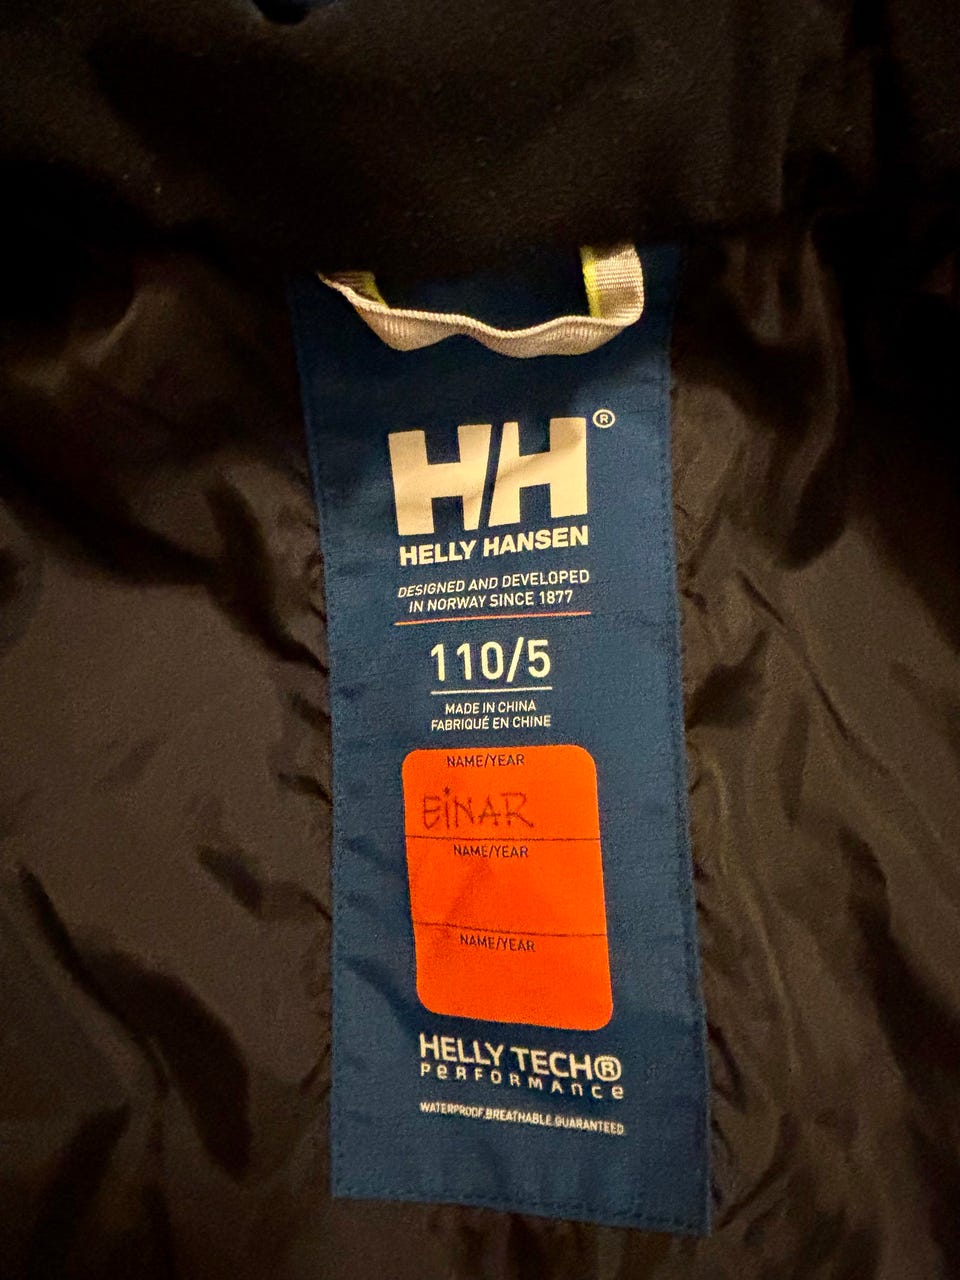 HH®
HELLY HANSEN
DESIGNED AND DEVELOPED
IN NORWAY SINCE 1877
110/5
MADE IN CHINA
FABRIQUÉ EN CHINE
NAME/YEAR
EiNAR
NAME/YEAR
NAME/YEAR
HELLY TECH®
PERFORMANCE
WATERPROOF.BREATHABLE.GUARANTEED.